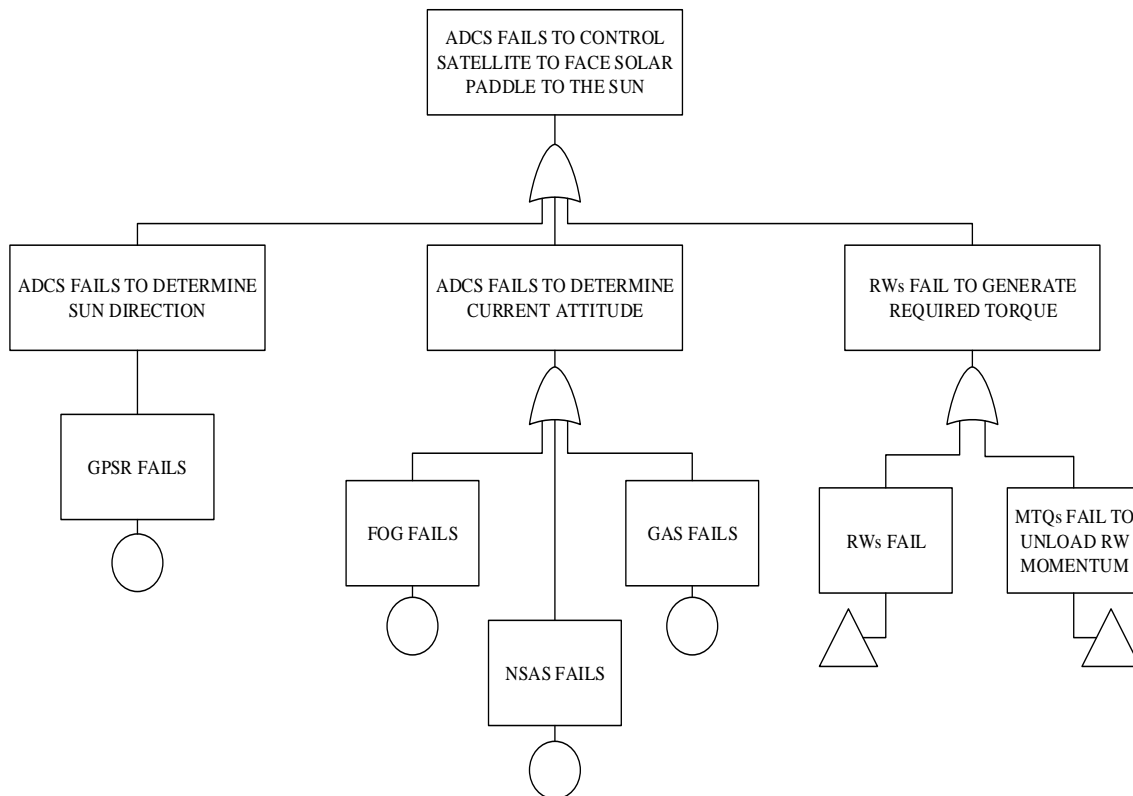 ADCS FAILS TO CONTROL
SATELLITE TO FACE SOLAR
PADDLE TO THE SUN
ADCS FAILS TO DETERMINE
SUN DIRECTION
ADCS FAILS TO DETERMINE
CURRENT ATTITUDE
RWs FAIL TO GENERATE
REQUIRED TORQUE
GPSR FAILS
FOG FAILS
GAS FAILS
RWs FAIL
MTQs FAIL TO
UNLOAD RW
MOMENTUM
NSAS FAILS